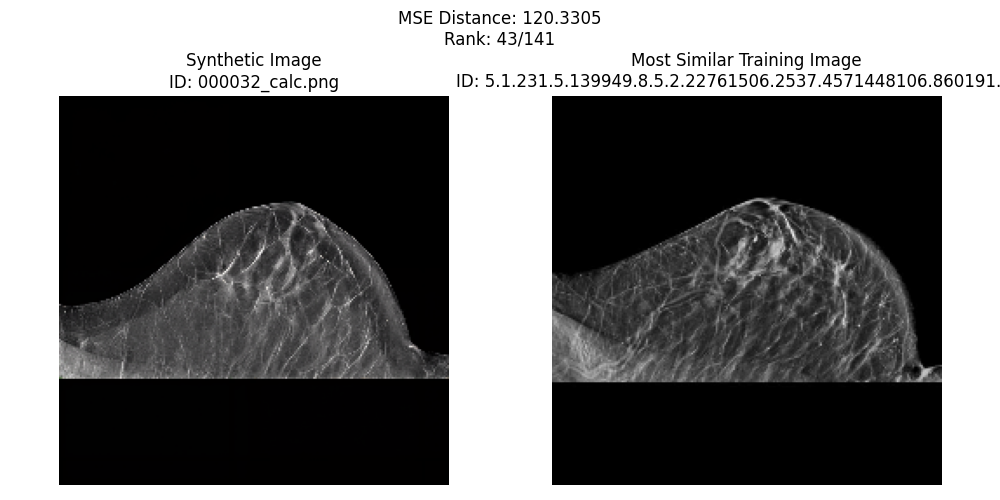 MSE Distance: 120.3305
Rank: 43/141
Synthetic Image
ID: 000032_calc.png
Most Similar Training Image
ID: 5.1.231.5.139949.8.5.2.22761506.2537.4571448106.860191.